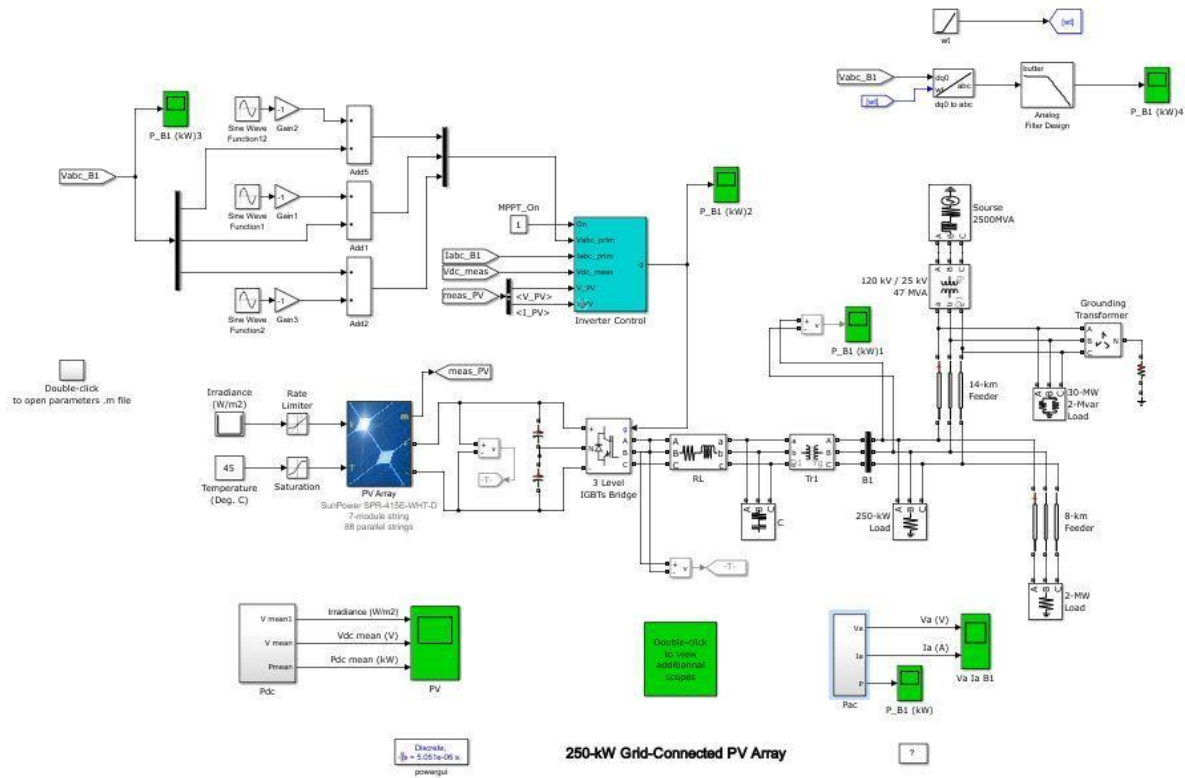 wt
[wt]
Vabc_B1
[wt]
dq0
wt
abc
dq0 to abc
butter
Analog
Filter Design
P_B1 (kW)4
P_B1 (kW)3
Sine Wave
Function12
-1
Gain2
Add5
Vabc_B1
Sine Wave
Function1
-1
Gain1
Add1
Sine Wave
Function2
-1
Gain3
Add2
MPPT_On
1
Iabc_B1
Vdc_meas
meas_PV
<V_PV>
<I_PV>
On
Vabc_prim
Iabc_prim
Vdc_meas
V_PV
g
Inverter Control
P_B1 (kW)2
Sourse
2500MVA
A B C
A B C
120 kV / 25 kV
47 MVA
a b c
Grounding
Transformer
A
B
C
N
P_B1 (kW)1
+
-
v
14-km
Feeder
A B C
30-MW
2-Mvar
Load
Double-click
to open parameters .m file
Irradiance
(W/m2)
Rate
Limiter
meas_PV
m
T
45
Temperature
(Deg. C)
Saturation
PV Array
SunPower SPR-415E-WHT-D
7-module string
88 parallel strings
+
-
v
-T-
g
+
N
-
A
B
C
3 Level
IGBTs Bridge
A
B
C
a
b
c
RL
A B C
C
a
b
c
A
B
C
Tr1
B1
A B C
250-kW
Load
8-km
Feeder
A B C
2-MW
Load
+
-
v
-T-
V mean1
V mean
Pmean
Pdc
Irradiance (W/m2)
Vdc mean (V)
Pdc mean (kW)
PV
Double-click
to view
additionnal
scopes
Va
Ia
P
Pac
Va (V)
Ia (A)
P_B1 (kW)
Va Ia B1
Discrete,
= 5.051e-06 s.
powergui
250-kW Grid-Connected PV Array
?